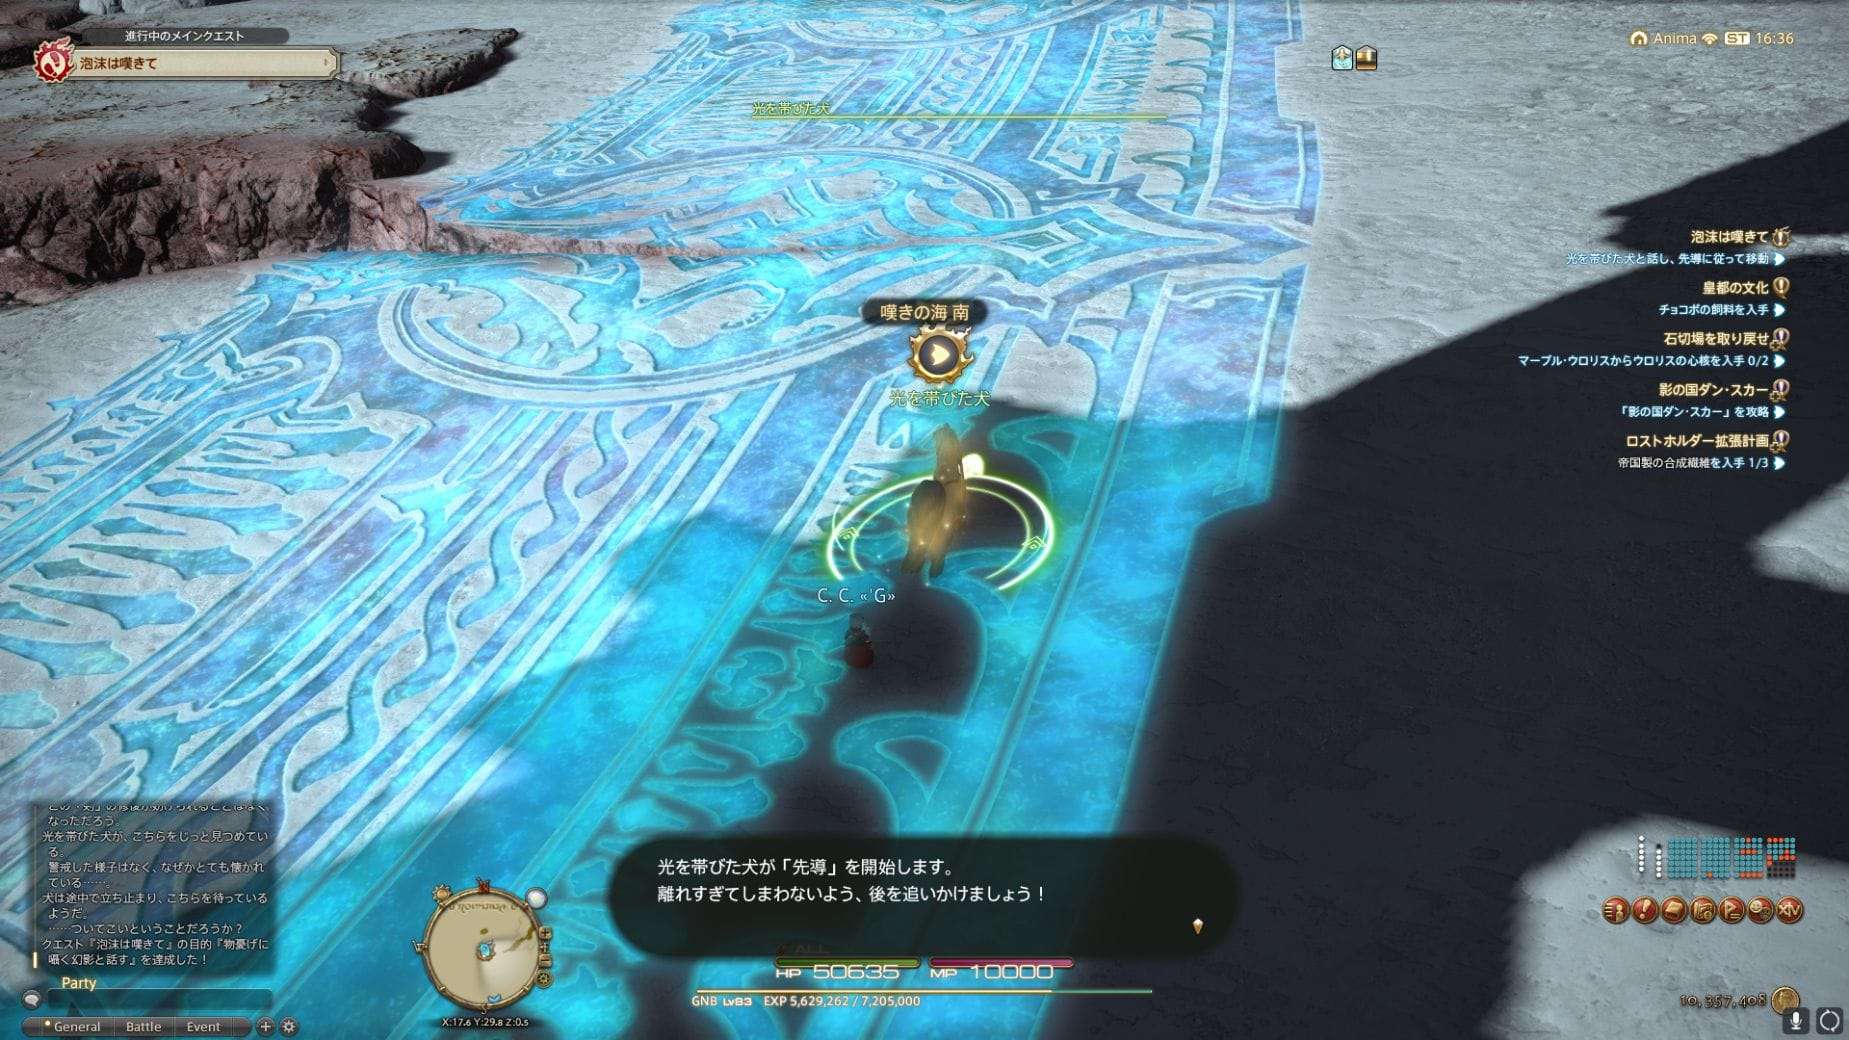 進行中のメインクエスト
泡沫は嘆きて
Anima ST 16:36
光を帯びた犬
泡沫は嘆きて
光を帯びた犬と話し、先導に従って移動
皇都の文化
チョコボの飼料を入手
石切場を取り戻せ
マーブル・ウロリスからウロリスの心核を入手 0/2
影の国ダン・スカー
「影の国ダン・スカー」を攻略
ロストホルダー拡張計画
帝国製の合成繊維を入手 1/3
嘆きの海 南
光を帯びた犬
C. C. «'G»
なっただろう。
光を帯びた犬が、こちらをじっと見つめてい
る。
警戒した様子はなく、なぜかとても懐かれ
ている……。
犬は途中で立ち止まり、こちらを待っている
ようだ。
……ついてこいということだろうか？
クエスト『泡沫は嘆きて』の目的『物憂げに
囁く幻影と話す』を達成した！
光を帯びた犬が「先導」を開始します。
離れすぎてしまわないよう、後を追いかけましょう！
HP 50635 MP 10000
GNB Lv83 EXP 5,629,262 / 7,205,000
X:17.6 Y:29.8 Z:0.5
Party
General Battle Event
XIV
10,357,408